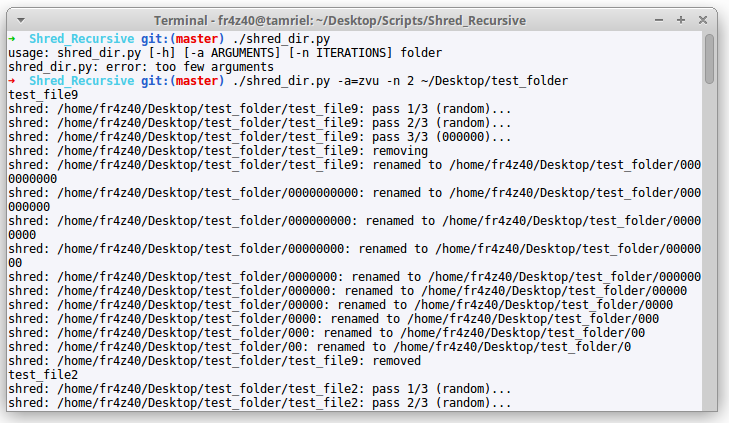 Terminal - fr4z40@tamriel: ~/Desktop/Scripts/Shred_Recursive
➜  Shred_Recursive git:(master) ./shred_dir.py
usage: shred_dir.py [-h] [-a ARGUMENTS] [-n ITERATIONS] folder
shred_dir.py: error: too few arguments
➜  Shred_Recursive git:(master) ./shred_dir.py -a=zvu -n 2 ~/Desktop/test_folder
test_file9
shred: /home/fr4z40/Desktop/test_folder/test_file9: pass 1/3 (random)...
shred: /home/fr4z40/Desktop/test_folder/test_file9: pass 2/3 (random)...
shred: /home/fr4z40/Desktop/test_folder/test_file9: pass 3/3 (000000)...
shred: /home/fr4z40/Desktop/test_folder/test_file9: removing
shred: /home/fr4z40/Desktop/test_folder/test_file9: renamed to /home/fr4z40/Desktop/test_folder/000
0000000
shred: /home/fr4z40/Desktop/test_folder/0000000000: renamed to /home/fr4z40/Desktop/test_folder/000
000000
shred: /home/fr4z40/Desktop/test_folder/000000000: renamed to /home/fr4z40/Desktop/test_folder/0000
0000
shred: /home/fr4z40/Desktop/test_folder/00000000: renamed to /home/fr4z40/Desktop/test_folder/00000
00
shred: /home/fr4z40/Desktop/test_folder/0000000: renamed to /home/fr4z40/Desktop/test_folder/000000
shred: /home/fr4z40/Desktop/test_folder/000000: renamed to /home/fr4z40/Desktop/test_folder/00000
shred: /home/fr4z40/Desktop/test_folder/00000: renamed to /home/fr4z40/Desktop/test_folder/0000
shred: /home/fr4z40/Desktop/test_folder/0000: renamed to /home/fr4z40/Desktop/test_folder/000
shred: /home/fr4z40/Desktop/test_folder/000: renamed to /home/fr4z40/Desktop/test_folder/00
shred: /home/fr4z40/Desktop/test_folder/00: renamed to /home/fr4z40/Desktop/test_folder/0
shred: /home/fr4z40/Desktop/test_folder/test_file9: removed
test_file2
shred: /home/fr4z40/Desktop/test_folder/test_file2: pass 1/3 (random)...
shred: /home/fr4z40/Desktop/test_folder/test_file2: pass 2/3 (random)...